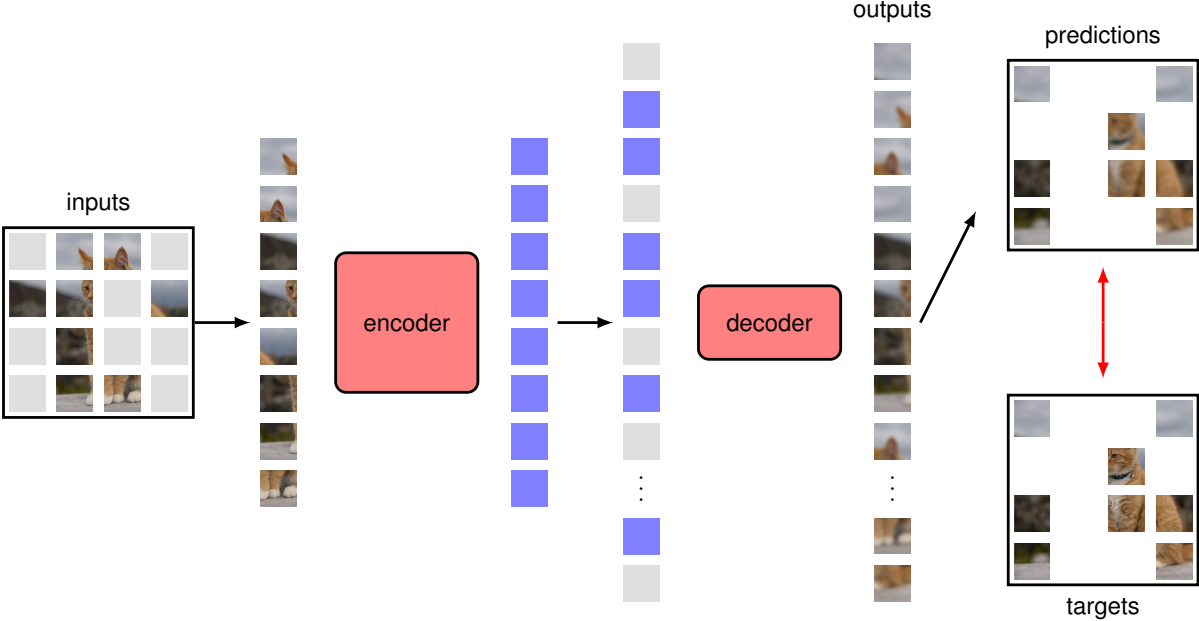 inputs
encoder
decoder
outputs
predictions
targets